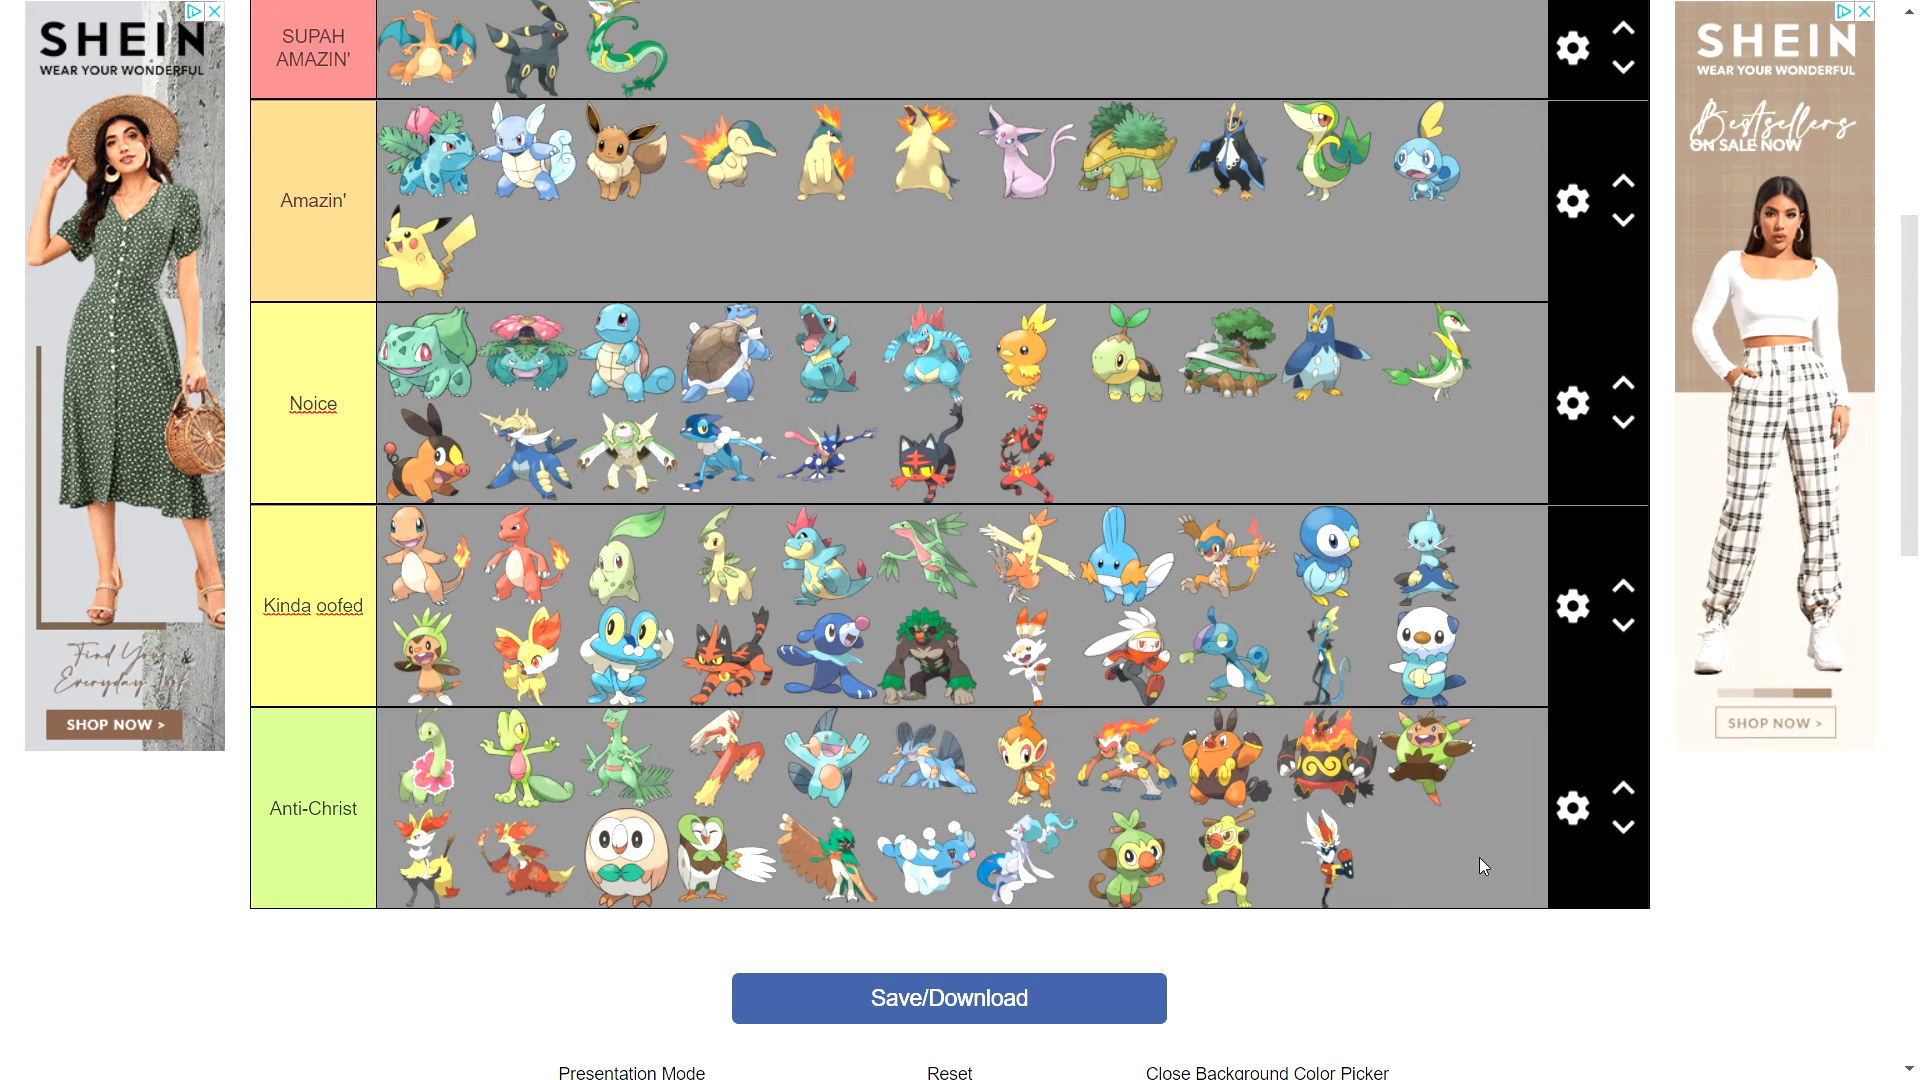 SHEIN
WEAR YOUR WONDERFUL
Find Your
Everyday Look
SHOP NOW >
SUPAH
AMAZIN'
Amazin'
Noice
Kinda oofed
Anti-Christ
Save/Download
Presentation Mode
Reset
Close Background Color Picker
SHEIN
WEAR YOUR WONDERFUL
Bestsellers
ON SALE NOW
SHOP NOW >